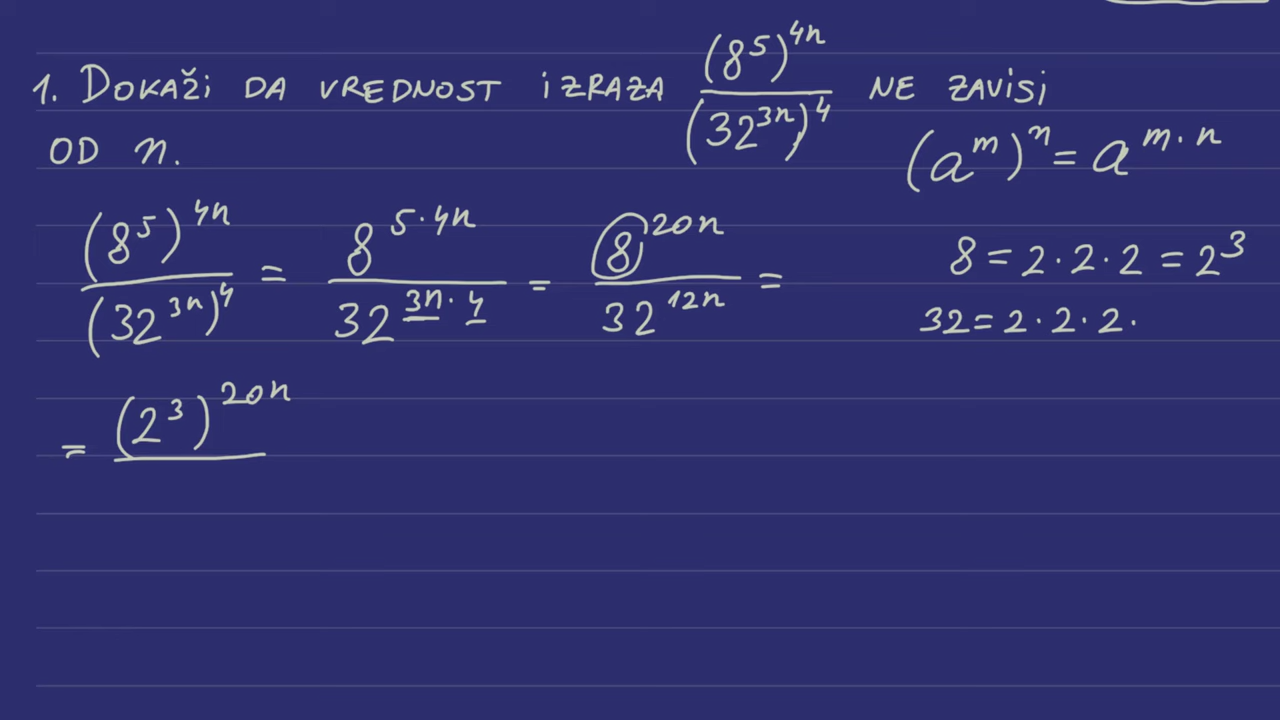 1. Dokaži da vrednost izraza (8^5)^{4n} / (32^{3n})^4 ne zavisi
od n.
(a^m)^n = a^{m · n}
(8^5)^{4n} / (32^{3n})^4 = 8^{5·4n} / 32^{3n·4} = 8^{20n} / 32^{12n} =
8 = 2 · 2 · 2 = 2^3
32 = 2 · 2 · 2 ·
= (2^3)^{20n}